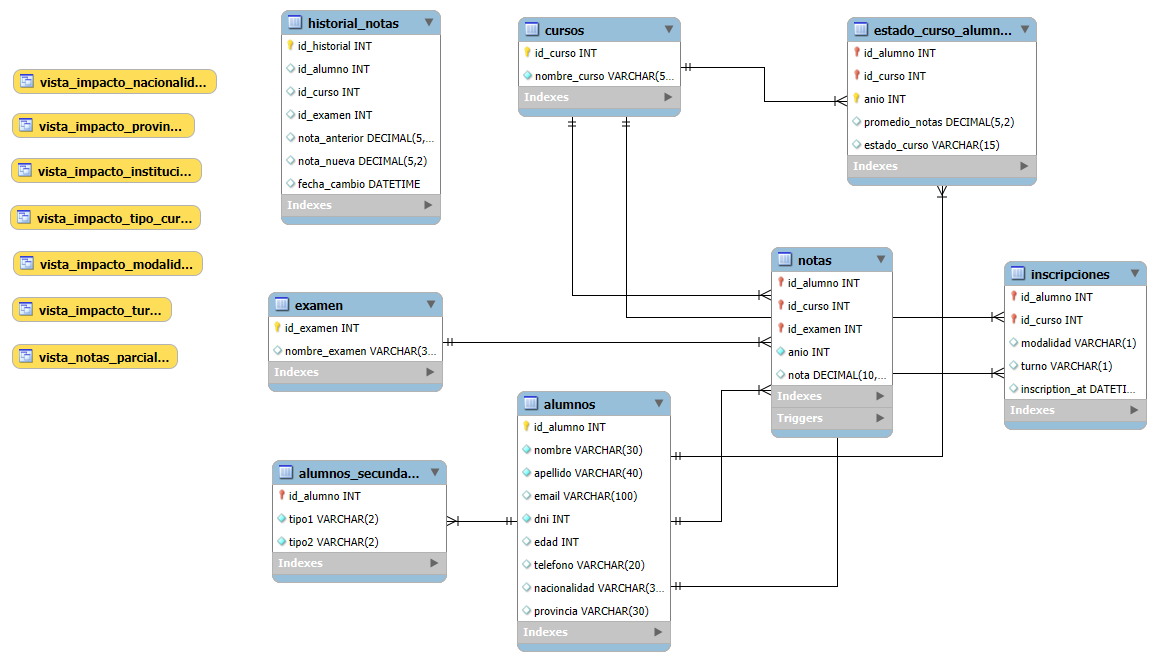 vista_impacto_nacionalid...
vista_impacto_provin...
vista_impacto_instituci...
vista_impacto_tipo_cur...
vista_impacto_modalid...
vista_impacto_tur...
vista_notas_parcial...
historial_notas
id_historial INT
id_alumno INT
id_curso INT
id_examen INT
nota_anterior DECIMAL(5,...
nota_nueva DECIMAL(5,2)
fecha_cambio DATETIME
Indexes
cursos
id_curso INT
nombre_curso VARCHAR(5...
Indexes
estado_curso_alumn...
id_alumno INT
id_curso INT
anio INT
promedio_notas DECIMAL(5,2)
estado_curso VARCHAR(15)
Indexes
examen
id_examen INT
nombre_examen VARCHAR(3...
Indexes
notas
id_alumno INT
id_curso INT
id_examen INT
anio INT
nota DECIMAL(10,...
Indexes
Triggers
inscripciones
id_alumno INT
id_curso INT
modalidad VARCHAR(1)
turno VARCHAR(1)
inscription_at DATETI...
Indexes
alumnos_secunda...
id_alumno INT
tipo1 VARCHAR(2)
tipo2 VARCHAR(2)
Indexes
alumnos
id_alumno INT
nombre VARCHAR(30)
apellido VARCHAR(40)
email VARCHAR(100)
dni INT
edad INT
telefono VARCHAR(20)
nacionalidad VARCHAR(3...
provincia VARCHAR(30)
Indexes